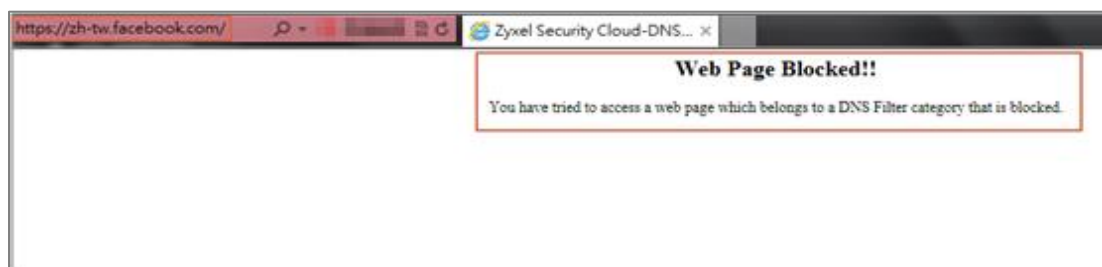 https://zh-tw.facebook.com/
Zyxel Security Cloud-DNS...
Web Page Blocked!!
You have tried to access a web page which belongs to a DNS Filter category that is blocked.